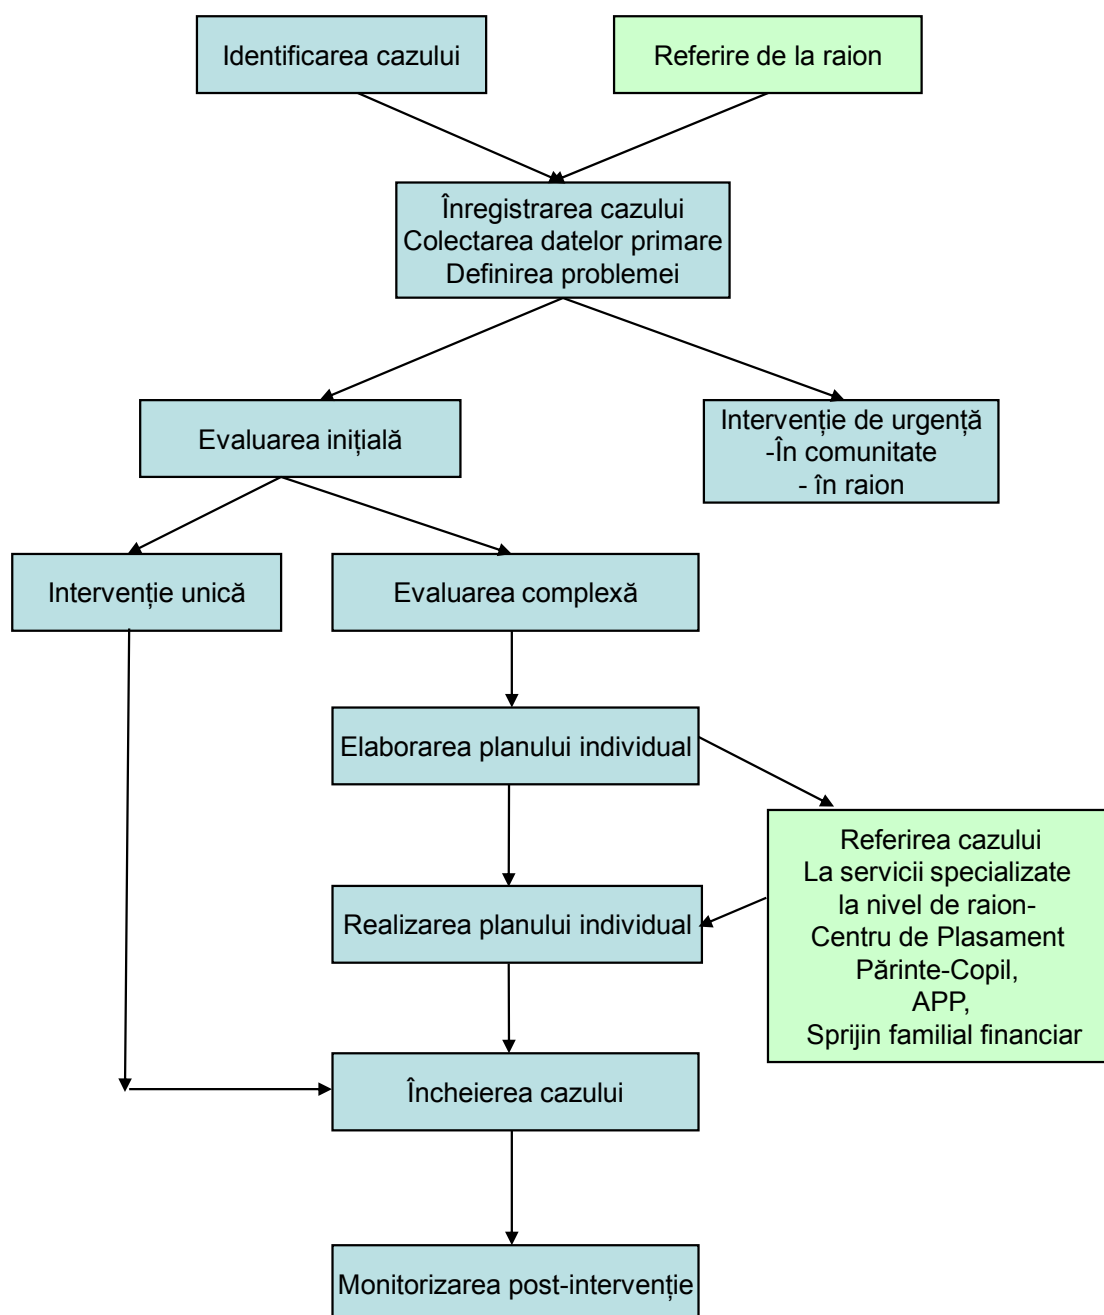 Identificarea cazului
Referire de la raion
Înregistrarea cazului
Colectarea datelor primare
Definirea problemei
Evaluarea inițială
Intervenție de urgență
-În comunitate
- în raion
Intervenție unică
Evaluarea complexă
Elaborarea planului individual
Referirea cazului
La servicii specializate
la nivel de raion-
Centru de Plasament
Părinte-Copil,
APP,
Sprijin familial financiar
Realizarea planului individual
Încheierea cazului
Monitorizarea post-intervenție